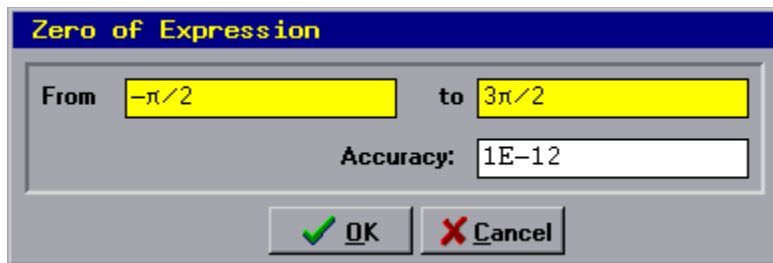 Zero of Expression
From -π/2 to 3π/2
Accuracy: 1E-12
OK Cancel